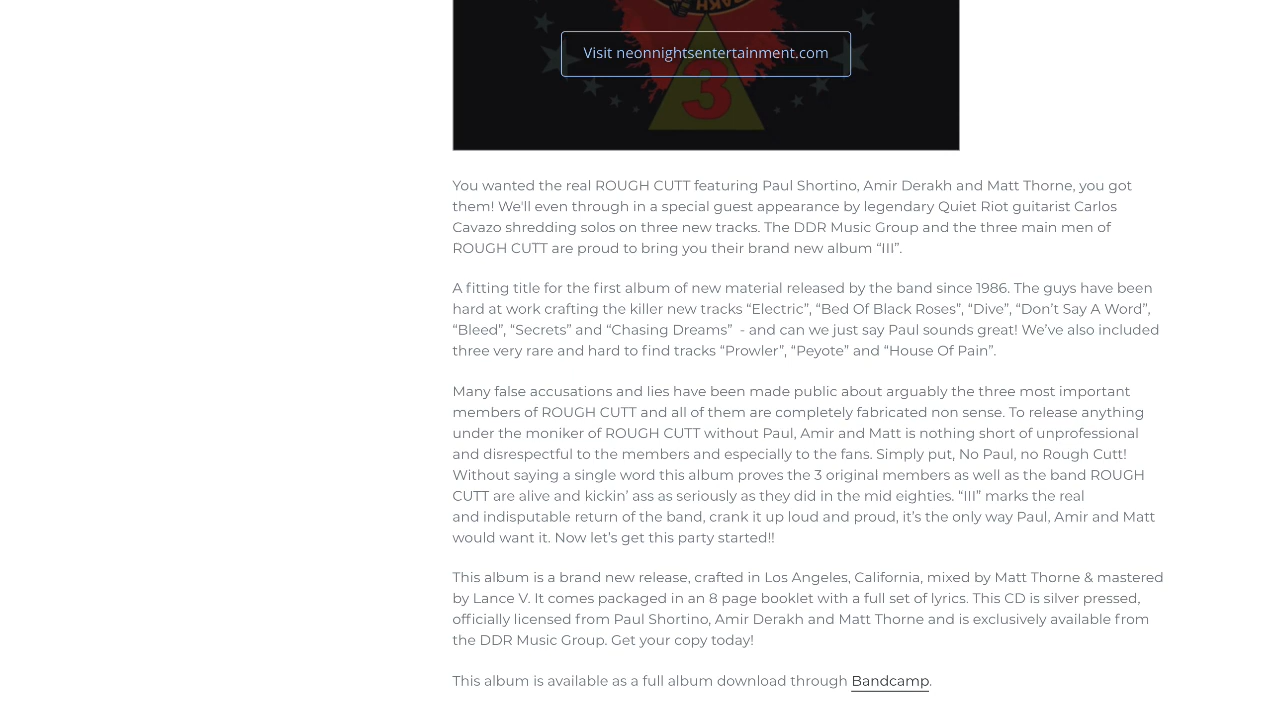 Visit neonnightsentertainment.com
3
You wanted the real ROUGH CUTT featuring Paul Shortino, Amir Derakh and Matt Thorne, you got
them! We'll even through in a special guest appearance by legendary Quiet Riot guitarist Carlos
Cavazo shredding solos on three new tracks. The DDR Music Group and the three main men of
ROUGH CUTT are proud to bring you their brand new album “III”.
A fitting title for the first album of new material released by the band since 1986. The guys have been
hard at work crafting the killer new tracks “Electric”, “Bed Of Black Roses”, “Dive”, “Don’t Say A Word”,
“Bleed”, “Secrets” and “Chasing Dreams”  - and can we just say Paul sounds great! We’ve also included
three very rare and hard to find tracks “Prowler”, “Peyote” and “House Of Pain”.
Many false accusations and lies have been made public about arguably the three most important
members of ROUGH CUTT and all of them are completely fabricated non sense. To release anything
under the moniker of ROUGH CUTT without Paul, Amir and Matt is nothing short of unprofessional
and disrespectful to the members and especially to the fans. Simply put, No Paul, no Rough Cutt!
Without saying a single word this album proves the 3 original members as well as the band ROUGH
CUTT are alive and kickin’ ass as seriously as they did in the mid eighties. “III” marks the real
and indisputable return of the band, crank it up loud and proud, it’s the only way Paul, Amir and Matt
would want it. Now let’s get this party started!!
This album is a brand new release, crafted in Los Angeles, California, mixed by Matt Thorne & mastered
by Lance V. It comes packaged in an 8 page booklet with a full set of lyrics. This CD is silver pressed,
officially licensed from Paul Shortino, Amir Derakh and Matt Thorne and is exclusively available from
the DDR Music Group. Get your copy today!
This album is available as a full album download through Bandcamp.